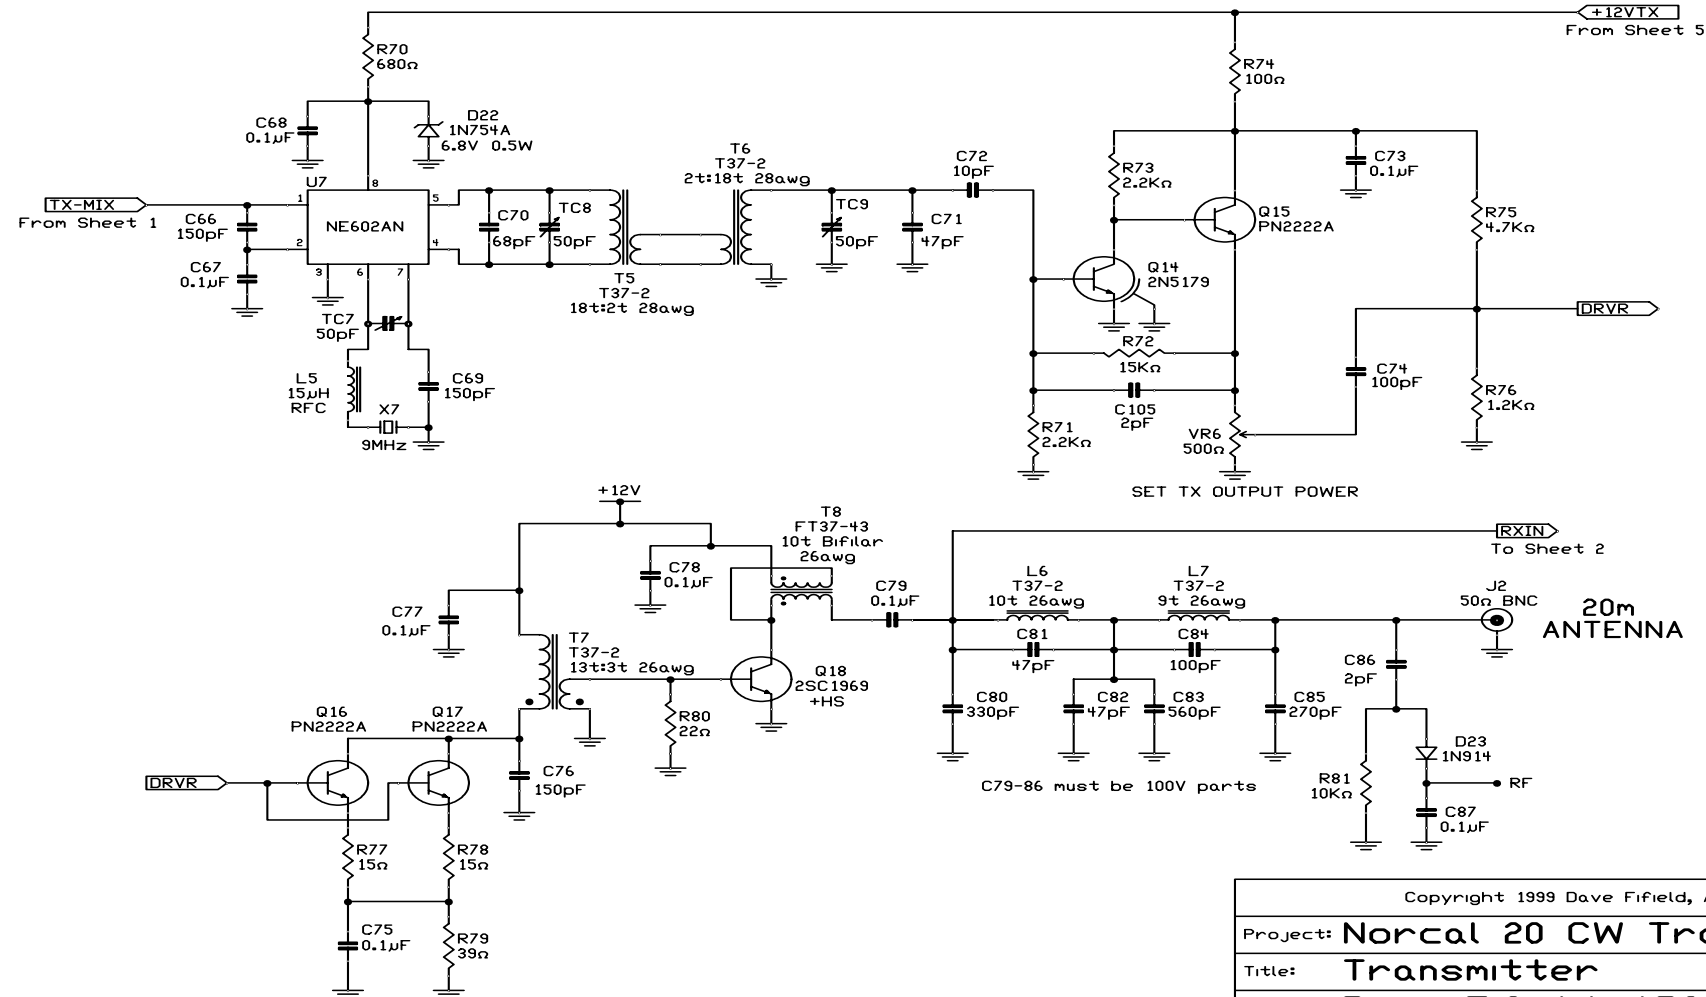 +12VTX
From Sheet 5
R70
680Ω
R74
100Ω
C68
0.1µF
D22
1N754A
6.8V 0.5W
T6
T37-2
2t:18t 28awg
C72
10pF
R73
2.2KΩ
C73
0.1µF
U7
8
TX-MIX
From Sheet 1
1
5
C66
150pF
NE602AN
C70
68pF
TC8
50pF
TC9
50pF
C71
47pF
Q15
PN2222A
R75
4.7KΩ
2
4
C67
0.1µF
3
6
7
T5
T37-2
18t:2t 28awg
Q14
2N5179
DRVR
TC7
50pF
R72
15KΩ
L5
15µH
RFC
C69
150pF
X7
9MHz
C105
2pF
C74
100pF
R76
1.2KΩ
R71
2.2KΩ
VR6
500Ω
SET TX OUTPUT POWER
+12V
T8
FT37-43
10t Bifilar
26awg
RXIN
To Sheet 2
C78
0.1µF
C79
0.1µF
L6
T37-2
10t 26awg
L7
T37-2
9t 26awg
J2
50Ω BNC
20m
ANTENNA
C77
0.1µF
T7
T37-2
13t:3t 26awg
C81
47pF
C84
100pF
C86
2pF
Q18
2SC1969
+HS
C80
330pF
C82
47pF
C83
560pF
C85
270pF
Q16
PN2222A
Q17
PN2222A
R80
22Ω
D23
1N914
DRVR
C76
150pF
C79-86 must be 100V parts
R81
10KΩ
RF
C87
0.1µF
R77
15Ω
R78
15Ω
C75
0.1µF
R79
39Ω
Copyright 1999 Dave Fifield,
Project: Norcal 20 CW
Title: Transmitter